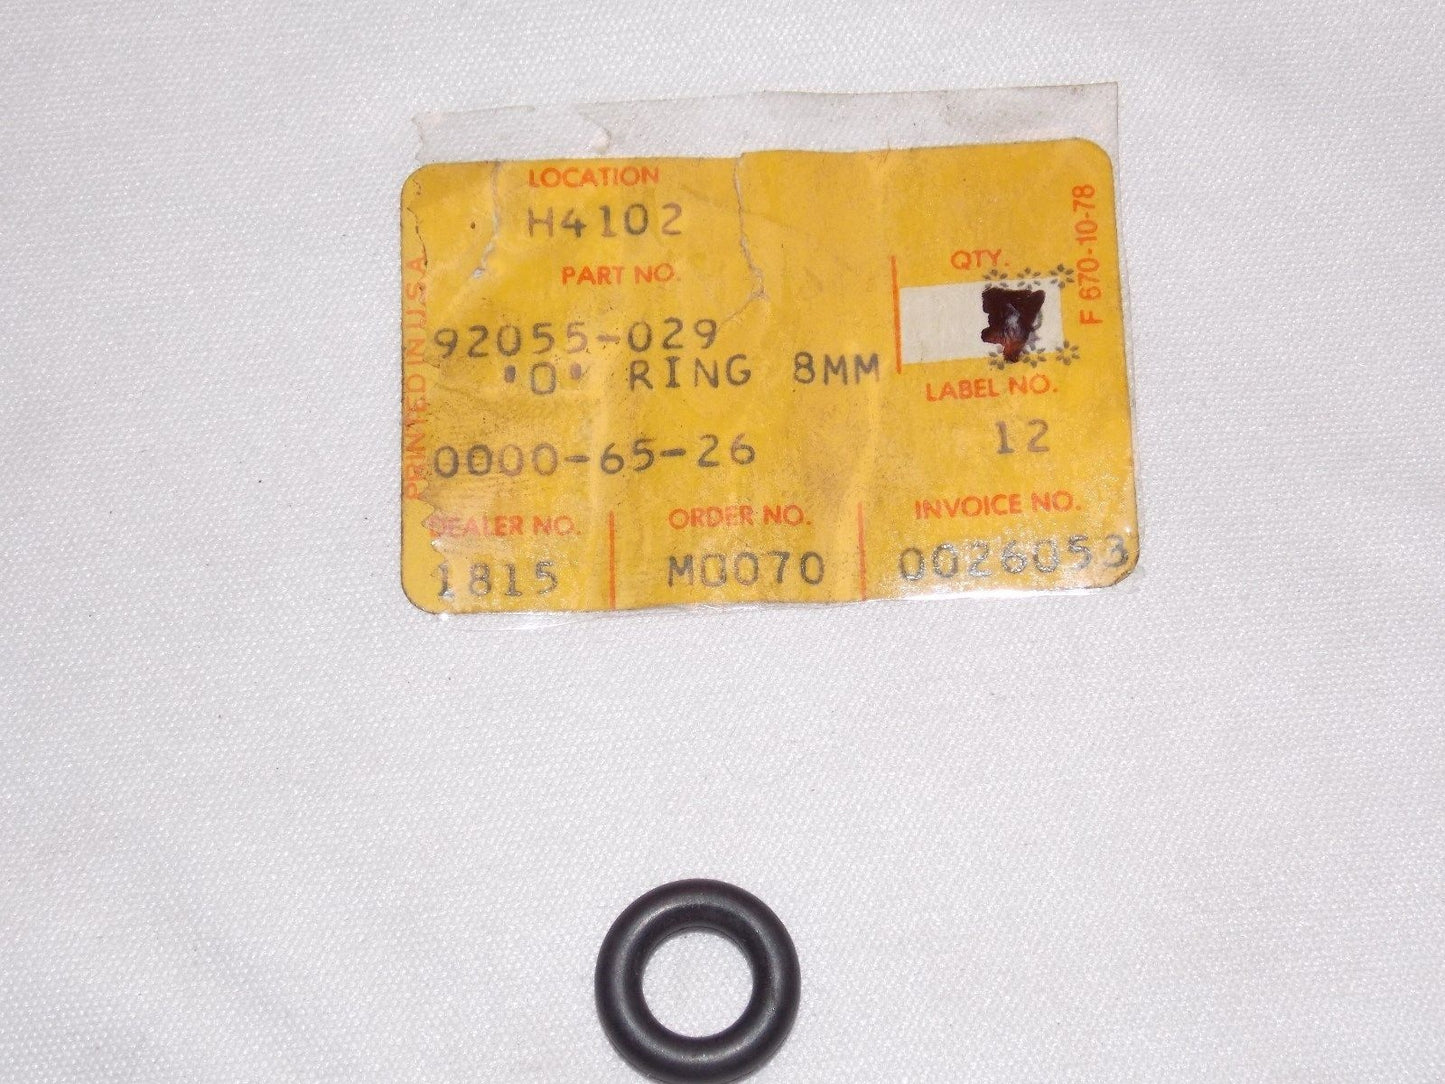 LOCATION
H4102
PART NO.
92055-029
"O" RING 8MM
0000-65-26
QTY.
LABEL NO.
12
DEALER NO.
1815
ORDER NO.
M0070
INVOICE NO.
0026053
PRINTED IN U.S.A.
F 670-10-78